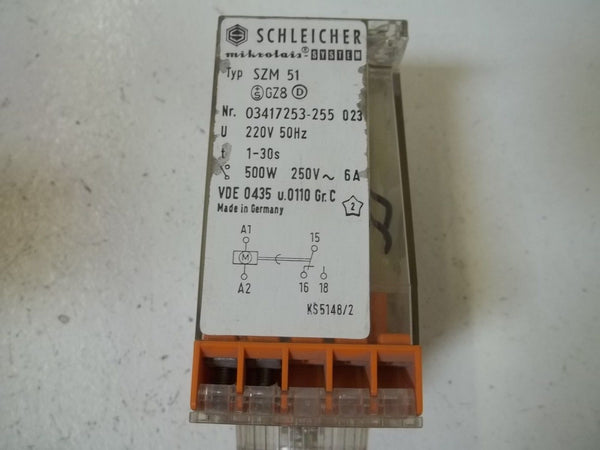 SCHLEICHER
mikrolais® SYSTEM
Typ SZM 51
GZ8 D
Nr. 03417253-255 023
U 220V 50Hz
t 1-30s
500W 250V~ 6A
VDE 0435 u.0110 Gr.C
Made in Germany 2
A1
15
M
A2 16 18
KS5148/2